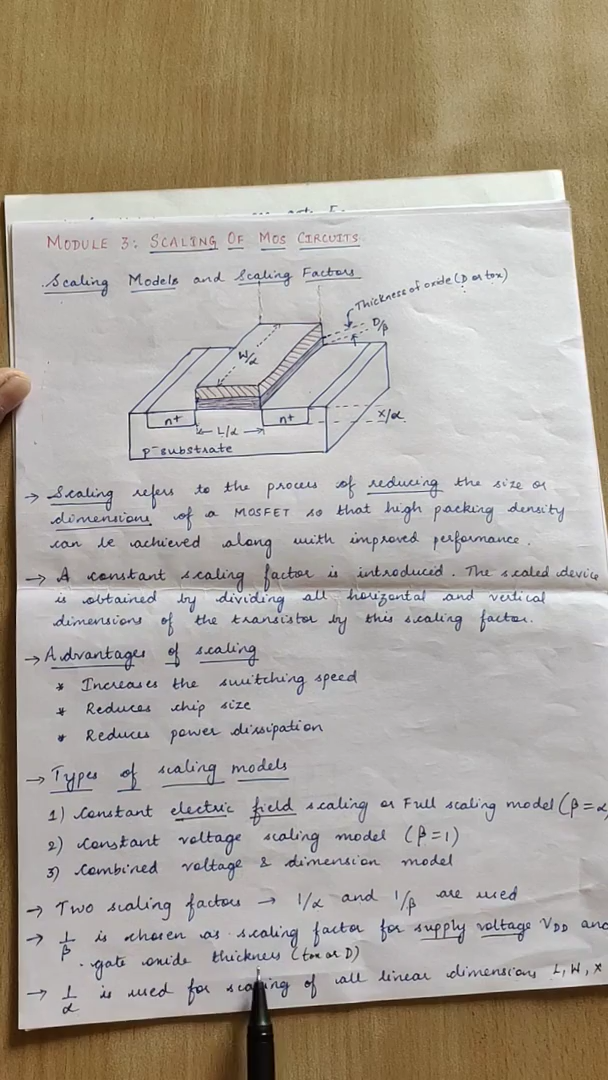 MODULE 3: SCALING OF MOS CIRCUITS
Scaling Models and Scaling Factors
Thickness of oxide (D or tox)
D/β
W/α
n+
L/α
n+
X/α
p-substrate
→ Scaling refers to the process of reducing the size or
dimensions of a MOSFET so that high packing density
can be achieved along with improved performance.
→ A constant scaling factor is introduced. The scaled device
is obtained by dividing all horizontal and vertical
dimensions of the transistor by this scaling factor.
→ Advantages of scaling
* Increases the switching speed
* Reduces chip size
* Reduces power dissipation
→ Types of scaling models
1) Constant electric field scaling or Full scaling model (β=α
2) Constant voltage scaling model (β=1)
3) Combined voltage & dimension model
→ Two scaling factors → 1/α and 1/β are used
→ 1/β is chosen as scaling factor for supply voltage VDD and
gate oxide thickness (tox or D)
→ 1/α is used for scaling of all linear dimensions L, W, X